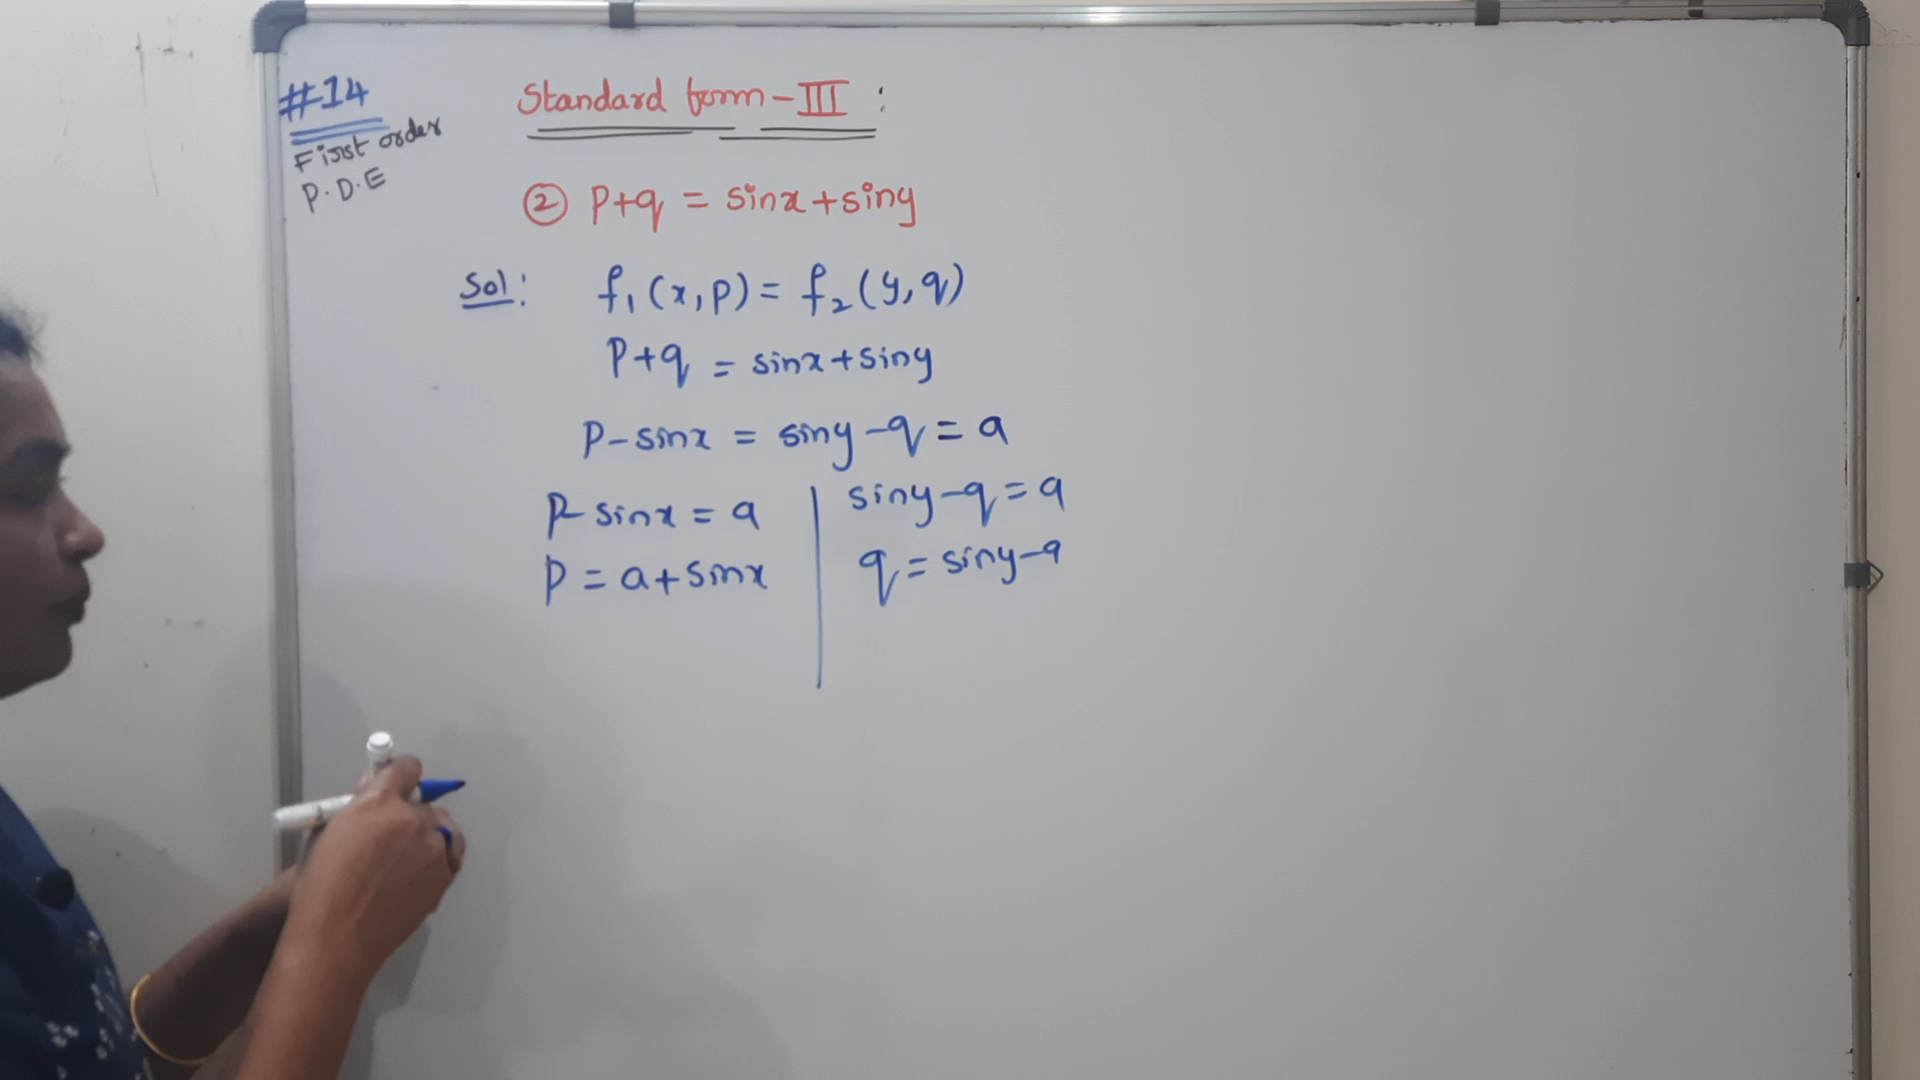 #14
First order
P.D.E
Standard form-III :
② p+q = sinx+siny
Sol: f₁(x,p) = f₂(y,q)
p+q = sinx+siny
p-sinx = siny-q = a
p-sinx = a
p = a+sinx
siny-q = a
q = siny-a